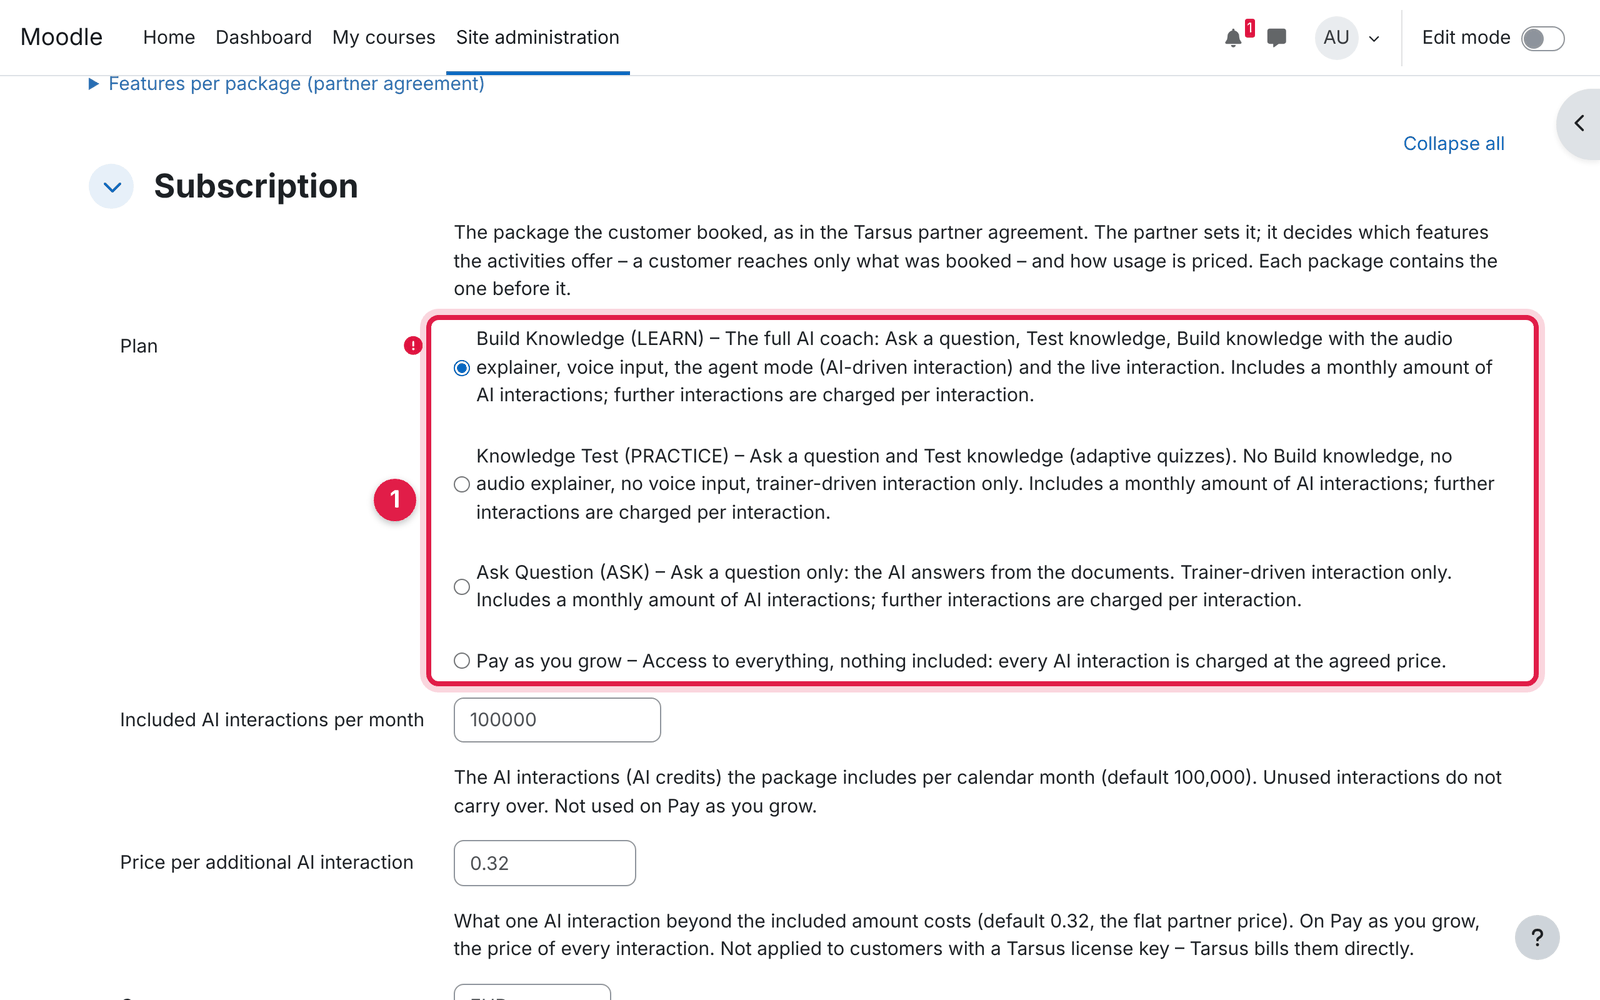 Moodle Home Dashboard My courses Site administration 1 AU Edit mode
Features per package (partner agreement)
Collapse all
Subscription
The package the customer booked, as in the Tarsus partner agreement. The partner sets it; it decides which features
the activities offer – a customer reaches only what was booked – and how usage is priced. Each package contains the
one before it.
Plan
Build Knowledge (LEARN) – The full AI coach: Ask a question, Test knowledge, Build knowledge with the audio
explainer, voice input, the agent mode (AI-driven interaction) and the live interaction. Includes a monthly amount of
AI interactions; further interactions are charged per interaction.
Knowledge Test (PRACTICE) – Ask a question and Test knowledge (adaptive quizzes). No Build knowledge, no
audio explainer, no voice input, trainer-driven interaction only. Includes a monthly amount of AI interactions; further
interactions are charged per interaction.
1
Ask Question (ASK) – Ask a question only: the AI answers from the documents. Trainer-driven interaction only.
Includes a monthly amount of AI interactions; further interactions are charged per interaction.
Pay as you grow – Access to everything, nothing included: every AI interaction is charged at the agreed price.
Included AI interactions per month 100000
The AI interactions (AI credits) the package includes per calendar month (default 100,000). Unused interactions do not
carry over. Not used on Pay as you grow.
Price per additional AI interaction 0.32
What one AI interaction beyond the included amount costs (default 0.32, the flat partner price). On Pay as you grow,
the price of every interaction. Not applied to customers with a Tarsus license key – Tarsus bills them directly.
?